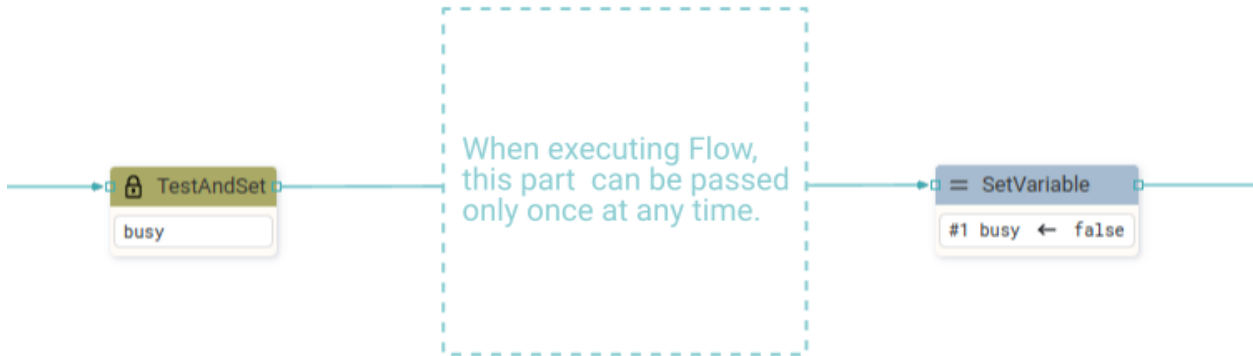 TestAndSet
busy
When executing Flow,
this part can be passed
only once at any time.
= SetVariable
#1 busy ← false